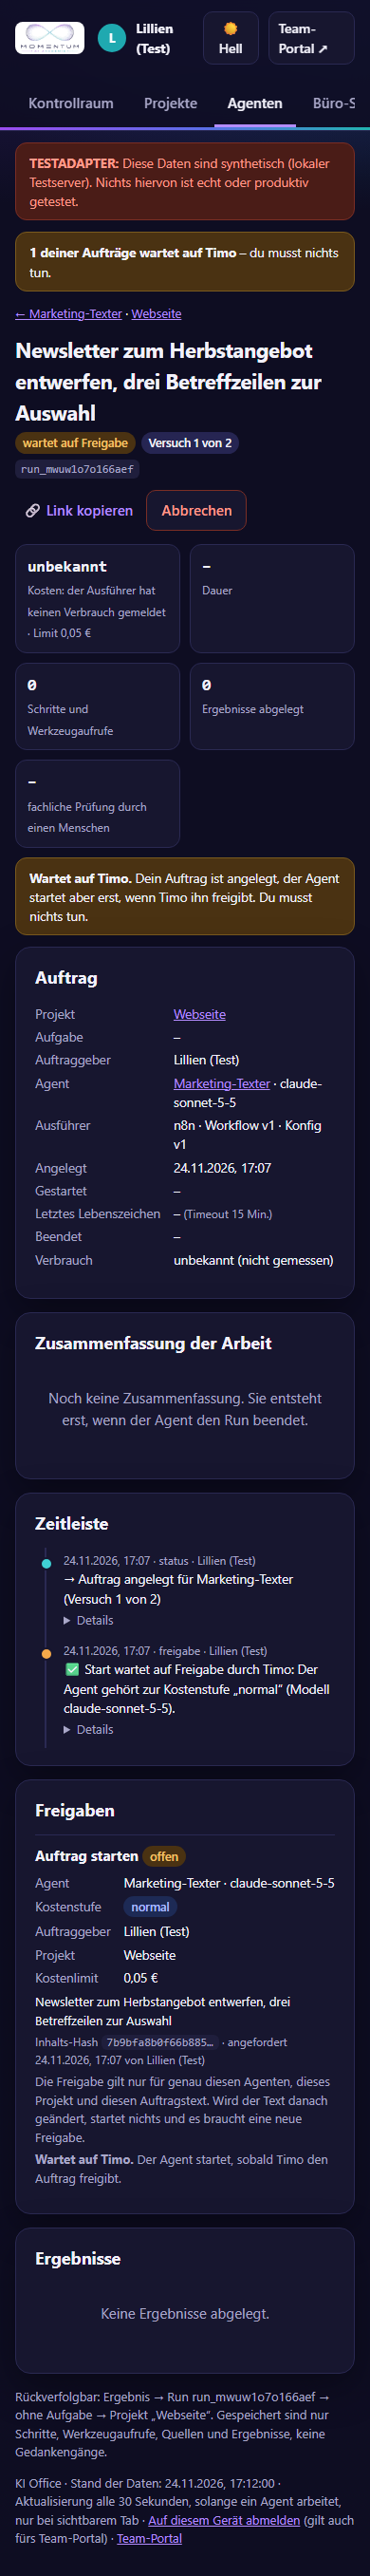 MOMENTUM
L
Lillien
(Test)
Hell
Team-
Portal ↗
Kontrollraum
Projekte
Agenten
Büro-S
TESTADAPTER: Diese Daten sind synthetisch (lokaler
Testserver). Nichts hiervon ist echt oder produktiv
getestet.
1 deiner Aufträge wartet auf Timo – du musst nichts
tun.
← Marketing-Texter · Webseite
Newsletter zum Herbstangebot
entwerfen, drei Betreffzeilen zur
Auswahl
wartet auf Freigabe
Versuch 1 von 2
run_mwuw1o7o166aef
Link kopieren
Abbrechen
unbekannt
Kosten: der Ausführer hat
keinen Verbrauch gemeldet
· Limit 0,05 €
–
Dauer
0
Schritte und
Werkzeugaufrufe
0
Ergebnisse abgelegt
–
fachliche Prüfung durch
einen Menschen
Wartet auf Timo. Dein Auftrag ist angelegt, der Agent
startet aber erst, wenn Timo ihn freigibt. Du musst
nichts tun.
Auftrag
Projekt Webseite
Aufgabe –
Auftraggeber Lillien (Test)
Agent Marketing-Texter · claude-
sonnet-5-5
Ausführer n8n · Workflow v1 · Konfig
v1
Angelegt 24.11.2026, 17:07
Gestartet –
Letztes Lebenszeichen – (Timeout 15 Min.)
Beendet –
Verbrauch unbekannt (nicht gemessen)
Zusammenfassung der Arbeit
Noch keine Zusammenfassung. Sie entsteht
erst, wenn der Agent den Run beendet.
Zeitleiste
24.11.2026, 17:07 · status · Lillien (Test)
→ Auftrag angelegt für Marketing-Texter
(Versuch 1 von 2)
▶ Details
24.11.2026, 17:07 · freigabe · Lillien (Test)
✅ Start wartet auf Freigabe durch Timo: Der
Agent gehört zur Kostenstufe „normal“ (Modell
claude-sonnet-5-5).
▶ Details
Freigaben
Auftrag starten offen
Agent Marketing-Texter · claude-sonnet-5-5
Kostenstufe normal
Auftraggeber Lillien (Test)
Projekt Webseite
Kostenlimit 0,05 €
Newsletter zum Herbstangebot entwerfen, drei
Betreffzeilen zur Auswahl
Inhalts-Hash 7b9bfa8b0f66b885… · angefordert
24.11.2026, 17:07 von Lillien (Test)
Die Freigabe gilt nur für genau diesen Agenten, dieses
Projekt und diesen Auftragstext. Wird der Text danach
geändert, startet nichts und es braucht eine neue
Freigabe.
Wartet auf Timo. Der Agent startet, sobald Timo den
Auftrag freigibt.
Ergebnisse
Keine Ergebnisse abgelegt.
Rückverfolgbar: Ergebnis → Run run_mwuw1o7o166aef →
ohne Aufgabe → Projekt „Webseite“. Gespeichert sind nur
Schritte, Werkzeugaufrufe, Quellen und Ergebnisse, keine
Gedankengänge.
KI Office · Stand der Daten: 24.11.2026, 17:12:00 ·
Aktualisierung alle 30 Sekunden, solange ein Agent arbeitet,
nur bei sichtbarem Tab · Auf diesem Gerät abmelden (gilt auch
fürs Team-Portal) · Team-Portal